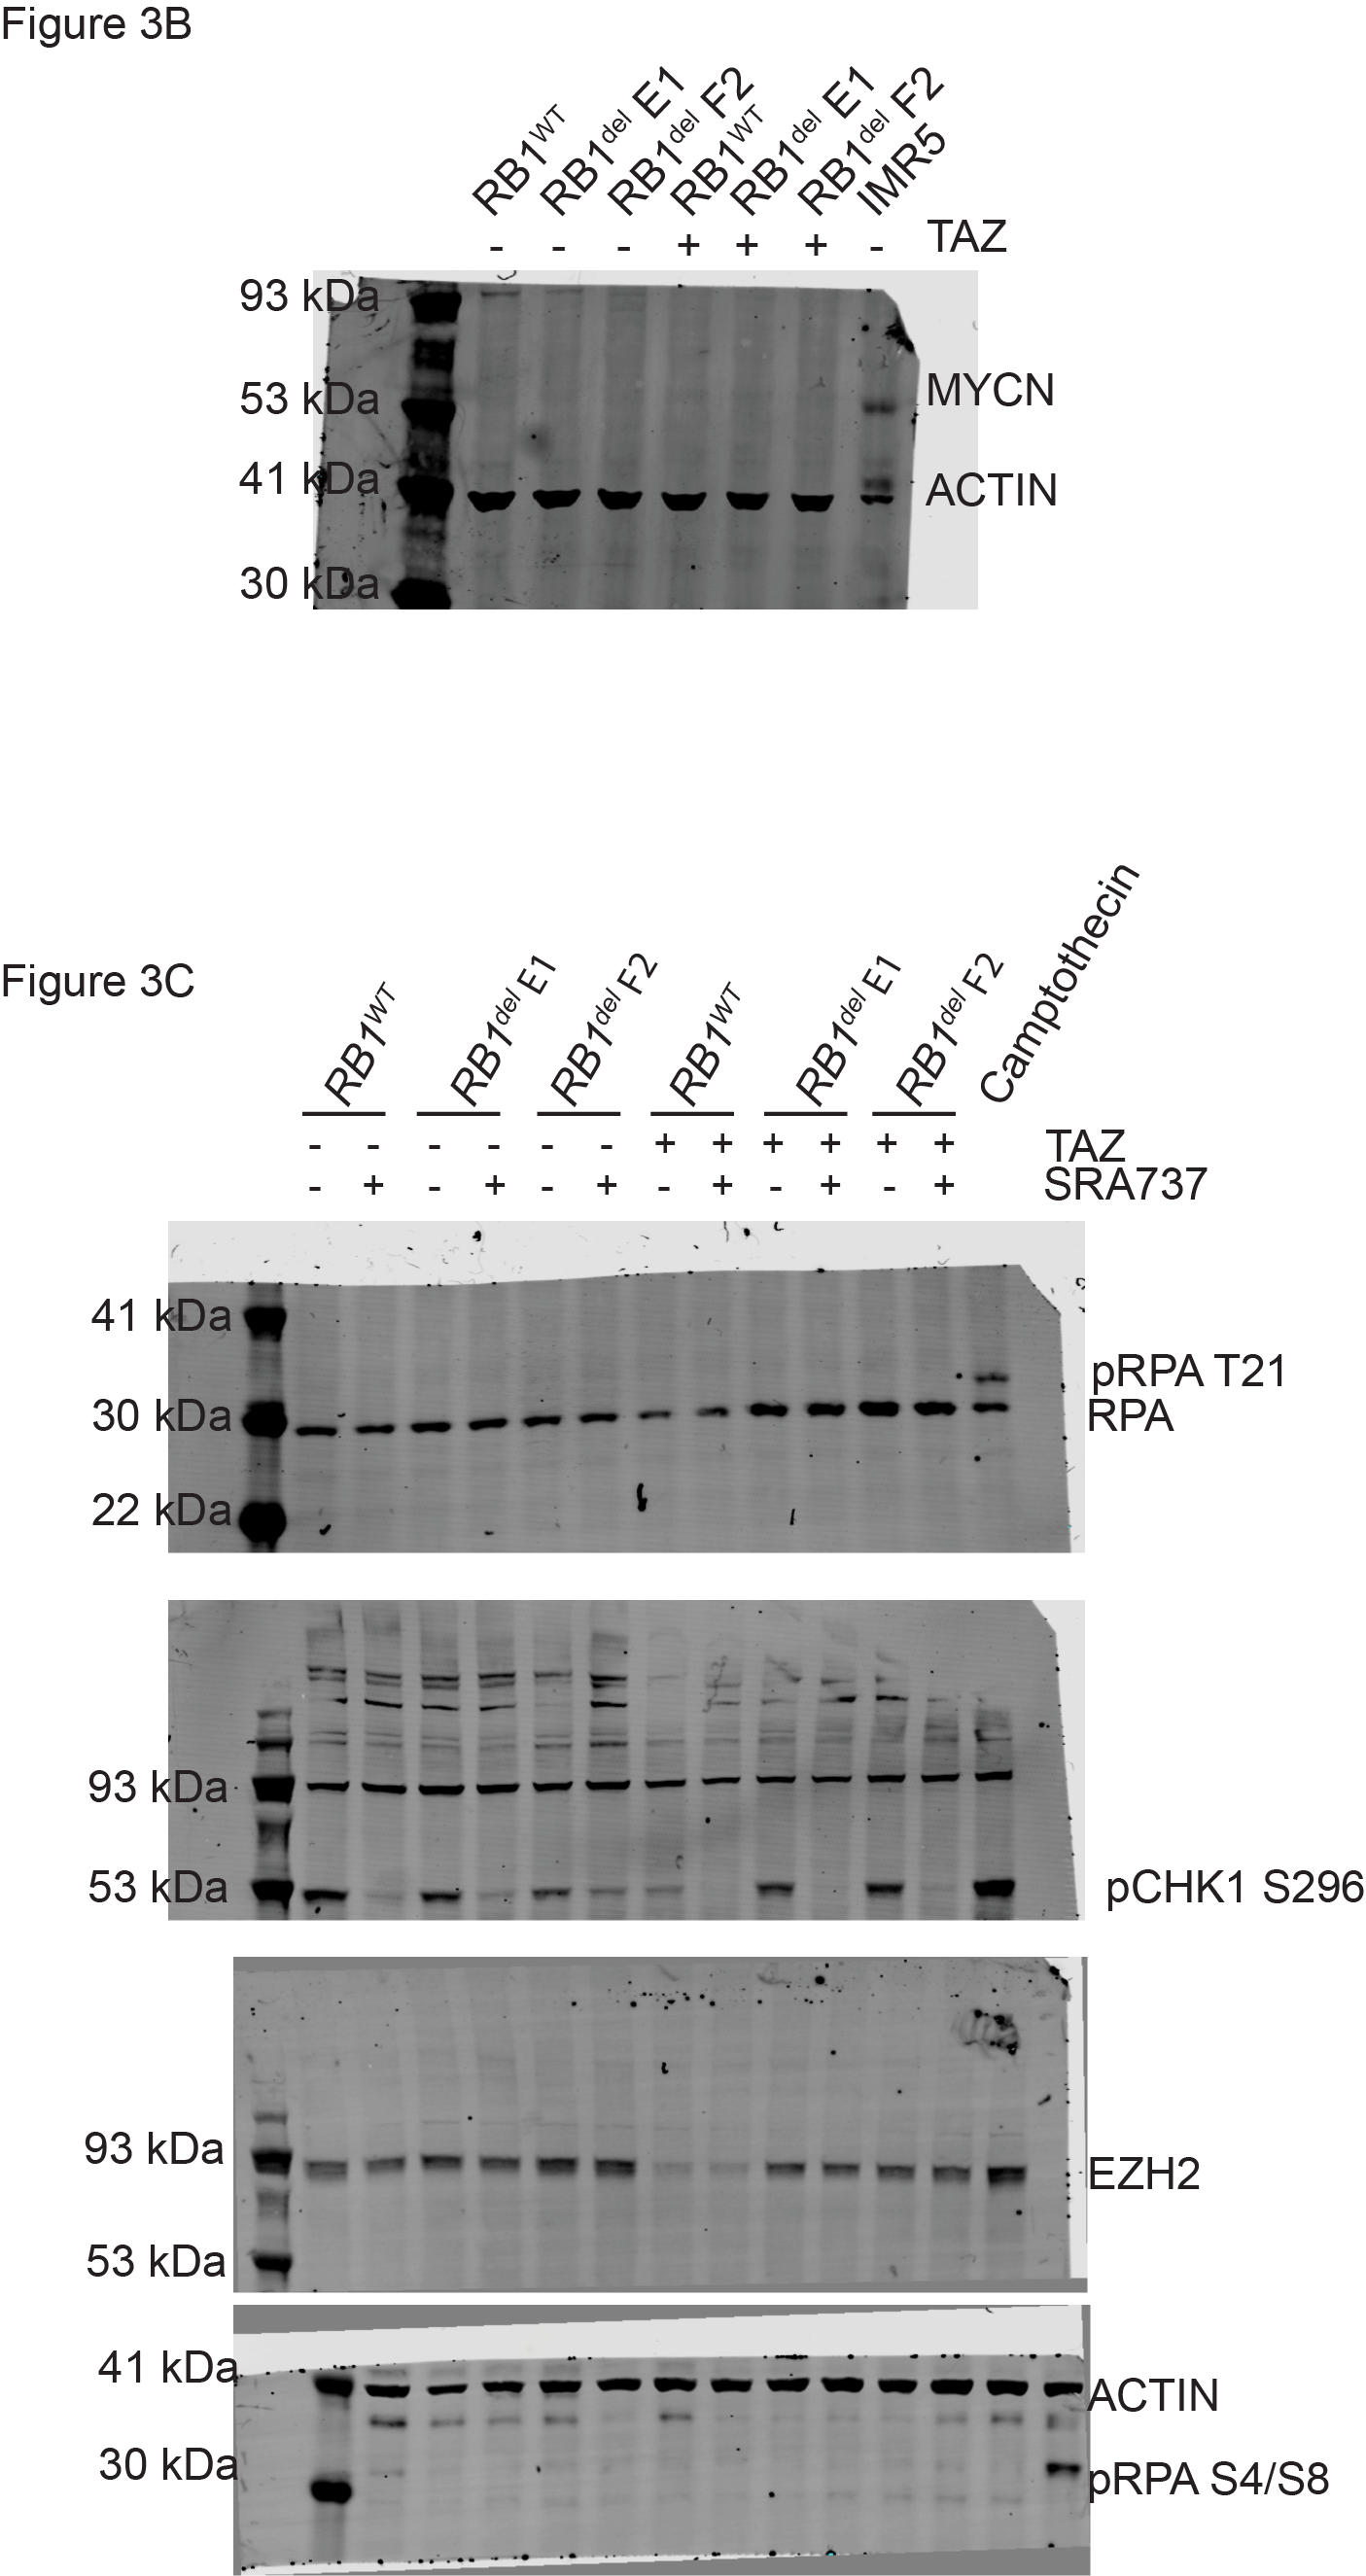 Figure 3B
RB1WT RB1del E1 RB1del F2 RB1WT RB1del E1 RB1del F2 IMR5
- - - + + + - TAZ
93 kDa
53 kDa MYCN
41 kDa ACTIN
30 kDa
Figure 3C
RB1WT RB1del E1 RB1del F2 RB1WT RB1del E1 RB1del F2 Camptothecin
- - - - - - + + + + + + TAZ
- + - + - + - + - + - + SRA737
41 kDa
pRPA T21
30 kDa RPA
22 kDa
93 kDa
53 kDa pCHK1 S296
93 kDa
EZH2
53 kDa
41 kDa
ACTIN
30 kDa
pRPA S4/S8